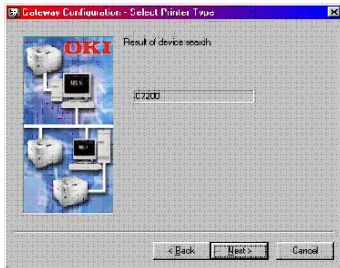 Gateway Configuration - Select Printer Type
OKI
Result of device search:
C7200
< Back
Next >
Cancel